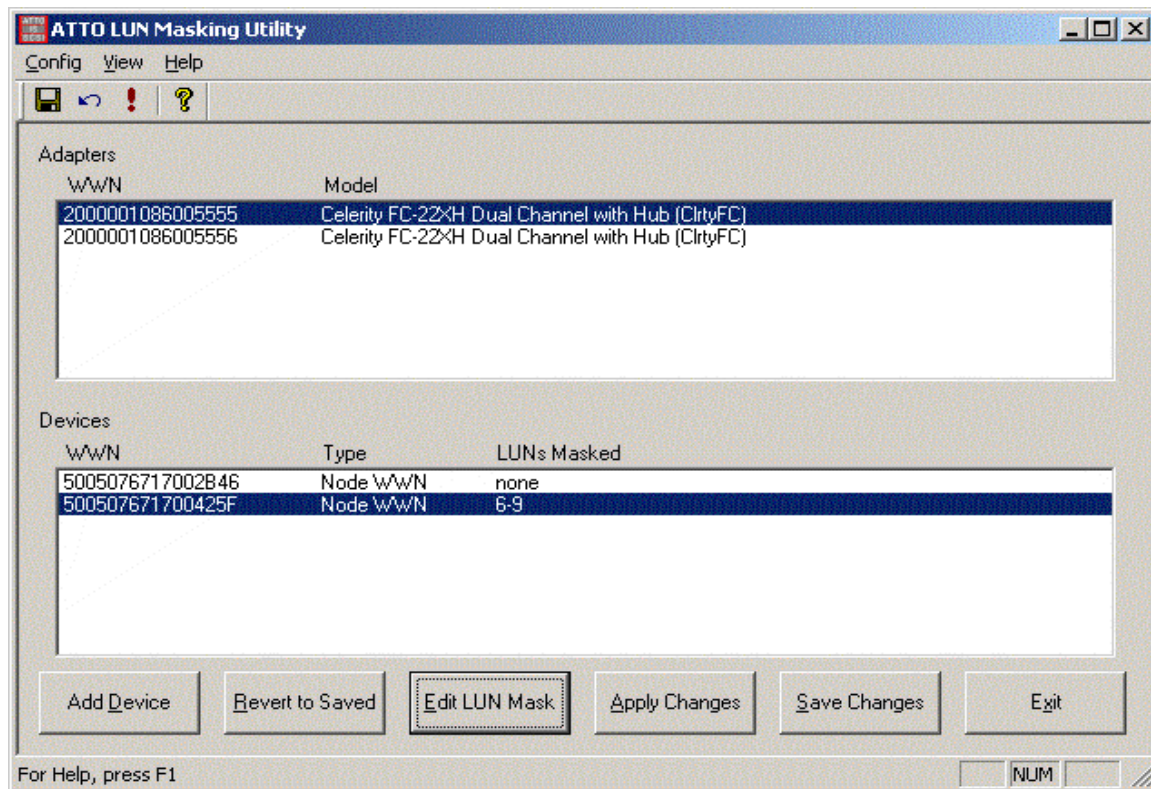 ATTO LUN Masking Utility
Config View Help
Adapters
WWN Model
2000001086005555 Celerity FC-22XH Dual Channel with Hub (ClrtyFC)
2000001086005556 Celerity FC-22XH Dual Channel with Hub (ClrtyFC)
Devices
WWN Type LUNs Masked
5005076717002B46 Node WWN none
500507671700425F Node WWN 6-9
Add Device Revert to Saved Edit LUN Mask Apply Changes Save Changes Exit
For Help, press F1 NUM